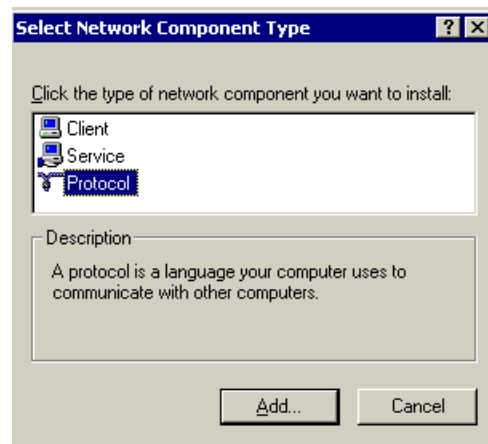 Select Network Component Type
Click the type of network component you want to install:
Client
Service
Protocol
Description
A protocol is a language your computer uses to
communicate with other computers.
Add...
Cancel